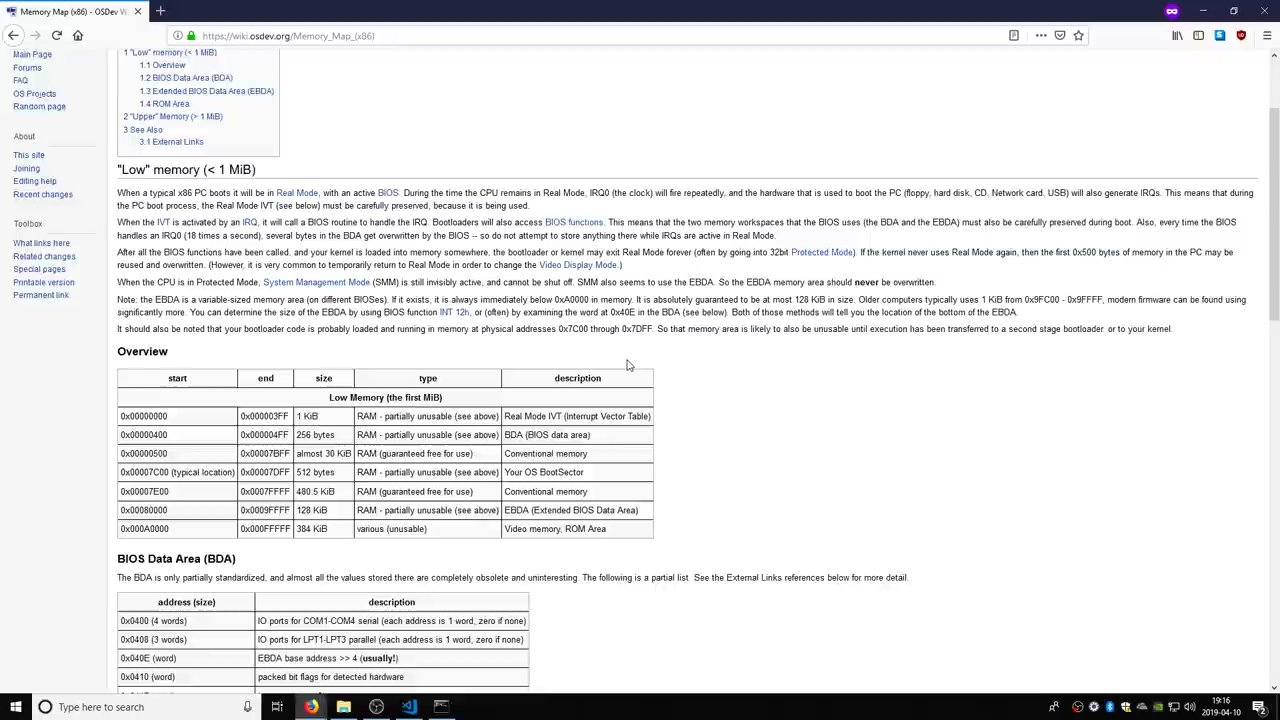 Memory Map (x86) - OSDev W
https://wiki.osdev.org/Memory_Map_(x86)
Main Page
Forums
FAQ
OS Projects
Random page
About
This site
Joining
Editing help
Recent changes
Toolbox
What links here
Related changes
Special pages
Printable version
Permanent link
1 "Low" memory (< 1 MiB)
1.1 Overview
1.2 BIOS Data Area (BDA)
1.3 Extended BIOS Data Area (EBDA)
1.4 ROM Area
2 "Upper" Memory (> 1 MiB)
3 See Also
3.1 External Links
"Low" memory (< 1 MiB)
When a typical x86 PC boots it will be in Real Mode, with an active BIOS. During the time the CPU remains in Real Mode, IRQ0 (the clock) will fire repeatedly, and the hardware that is used to boot the PC (floppy, hard disk, CD, Network card, USB) will also generate IRQs. This means that during
the PC boot process, the Real Mode IVT (see below) must be carefully preserved, because it is being used.
When the IVT is activated by an IRQ, it will call a BIOS routine to handle the IRQ. Bootloaders will also access BIOS functions. This means that the two memory workspaces that the BIOS uses (the BDA and the EBDA) must also be carefully preserved during boot. Also, every time the BIOS
handles an IRQ0 (18 times a second), several bytes in the BDA get overwritten by the BIOS -- so do not attempt to store anything there while IRQs are active in Real Mode.
After all the BIOS functions have been called, and your kernel is loaded into memory somewhere, the bootloader or kernel may exit Real Mode forever (often by going into 32bit Protected Mode). If the kernel never uses Real Mode again, then the first 0x500 bytes of memory in the PC may be
reused and overwritten. (However, it is very common to temporarily return to Real Mode in order to change the Video Display Mode.)
When the CPU is in Protected Mode, System Management Mode (SMM) is still invisibly active, and cannot be shut off. SMM also seems to use the EBDA. So the EBDA memory area should never be overwritten.
Note: the EBDA is a variable-sized memory area (on different BIOSes). If it exists, it is always immediately below 0xA0000 in memory. It is absolutely guaranteed to be at most 128 KiB in size. Older computers typically uses 1 KiB from 0x9FC00 - 0x9FFFF, modern firmware can be found using
significantly more. You can determine the size of the EBDA by using BIOS function INT 12h, or (often) by examining the word at 0x40E in the BDA (see below). Both of those methods will tell you the location of the bottom of the EBDA.
It should also be noted that your bootloader code is probably loaded and running in memory at physical addresses 0x7C00 through 0x7DFF. So that memory area is likely to also be unusable until execution has been transferred to a second stage bootloader, or to your kernel.
Overview
start end size type description
Low Memory (the first MiB)
0x00000000 0x000003FF 1 KiB RAM - partially unusable (see above) Real Mode IVT (Interrupt Vector Table)
0x00000400 0x000004FF 256 bytes RAM - partially unusable (see above) BDA (BIOS data area)
0x00000500 0x00007BFF almost 30 KiB RAM (guaranteed free for use) Conventional memory
0x00007C00 (typical location) 0x00007DFF 512 bytes RAM - partially unusable (see above) Your OS BootSector
0x00007E00 0x0007FFFF 480.5 KiB RAM (guaranteed free for use) Conventional memory
0x00080000 0x0009FFFF 128 KiB RAM - partially unusable (see above) EBDA (Extended BIOS Data Area)
0x000A0000 0x000FFFFF 384 KiB various (unusable) Video memory, ROM Area
BIOS Data Area (BDA)
The BDA is only partially standardized, and almost all the values stored there are completely obsolete and uninteresting. The following is a partial list. See the External Links references below for more detail.
address (size) description
0x0400 (4 words) IO ports for COM1-COM4 serial (each address is 1 word, zero if none)
0x0408 (3 words) IO ports for LPT1-LPT3 parallel (each address is 1 word, zero if none)
0x040E (word) EBDA base address >> 4 (usually!)
0x0410 (word) packed bit flags for detected hardware
Type here to search
19:16
2019-04-10
2